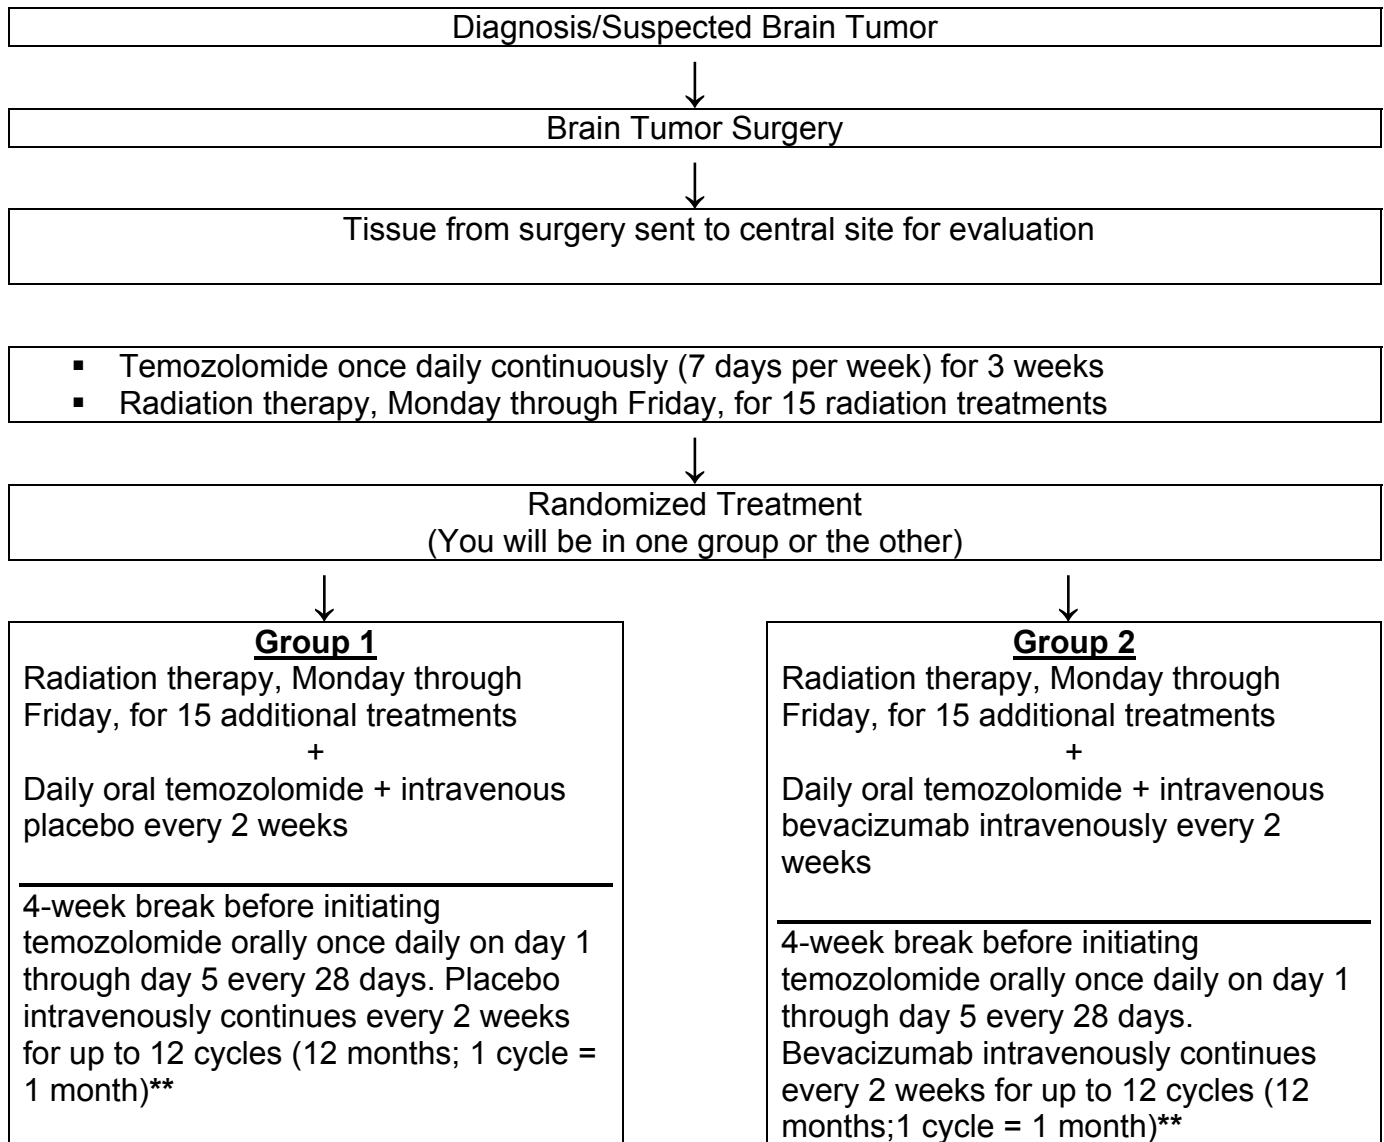 Diagnosis/Suspected Brain Tumor
↓
Brain Tumor Surgery
↓
Tissue from surgery sent to central site for evaluation
▪ Temozolomide once daily continuously (7 days per week) for 3 weeks
▪ Radiation therapy, Monday through Friday, for 15 radiation treatments
↓
Randomized Treatment
(You will be in one group or the other)
↓
Group 1
Radiation therapy, Monday through
Friday, for 15 additional treatments
+
Daily oral temozolomide + intravenous
placebo every 2 weeks
4-week break before initiating
temozolomide orally once daily on day 1
through day 5 every 28 days. Placebo
intravenously continues every 2 weeks
for up to 12 cycles (12 months; 1 cycle =
1 month)**
↓
Group 2
Radiation therapy, Monday through
Friday, for 15 additional treatments
+
Daily oral temozolomide + intravenous
bevacizumab intravenously every 2
weeks
4-week break before initiating
temozolomide orally once daily on day 1
through day 5 every 28 days.
Bevacizumab intravenously continues
every 2 weeks for up to 12 cycles (12
months;1 cycle = 1 month)**